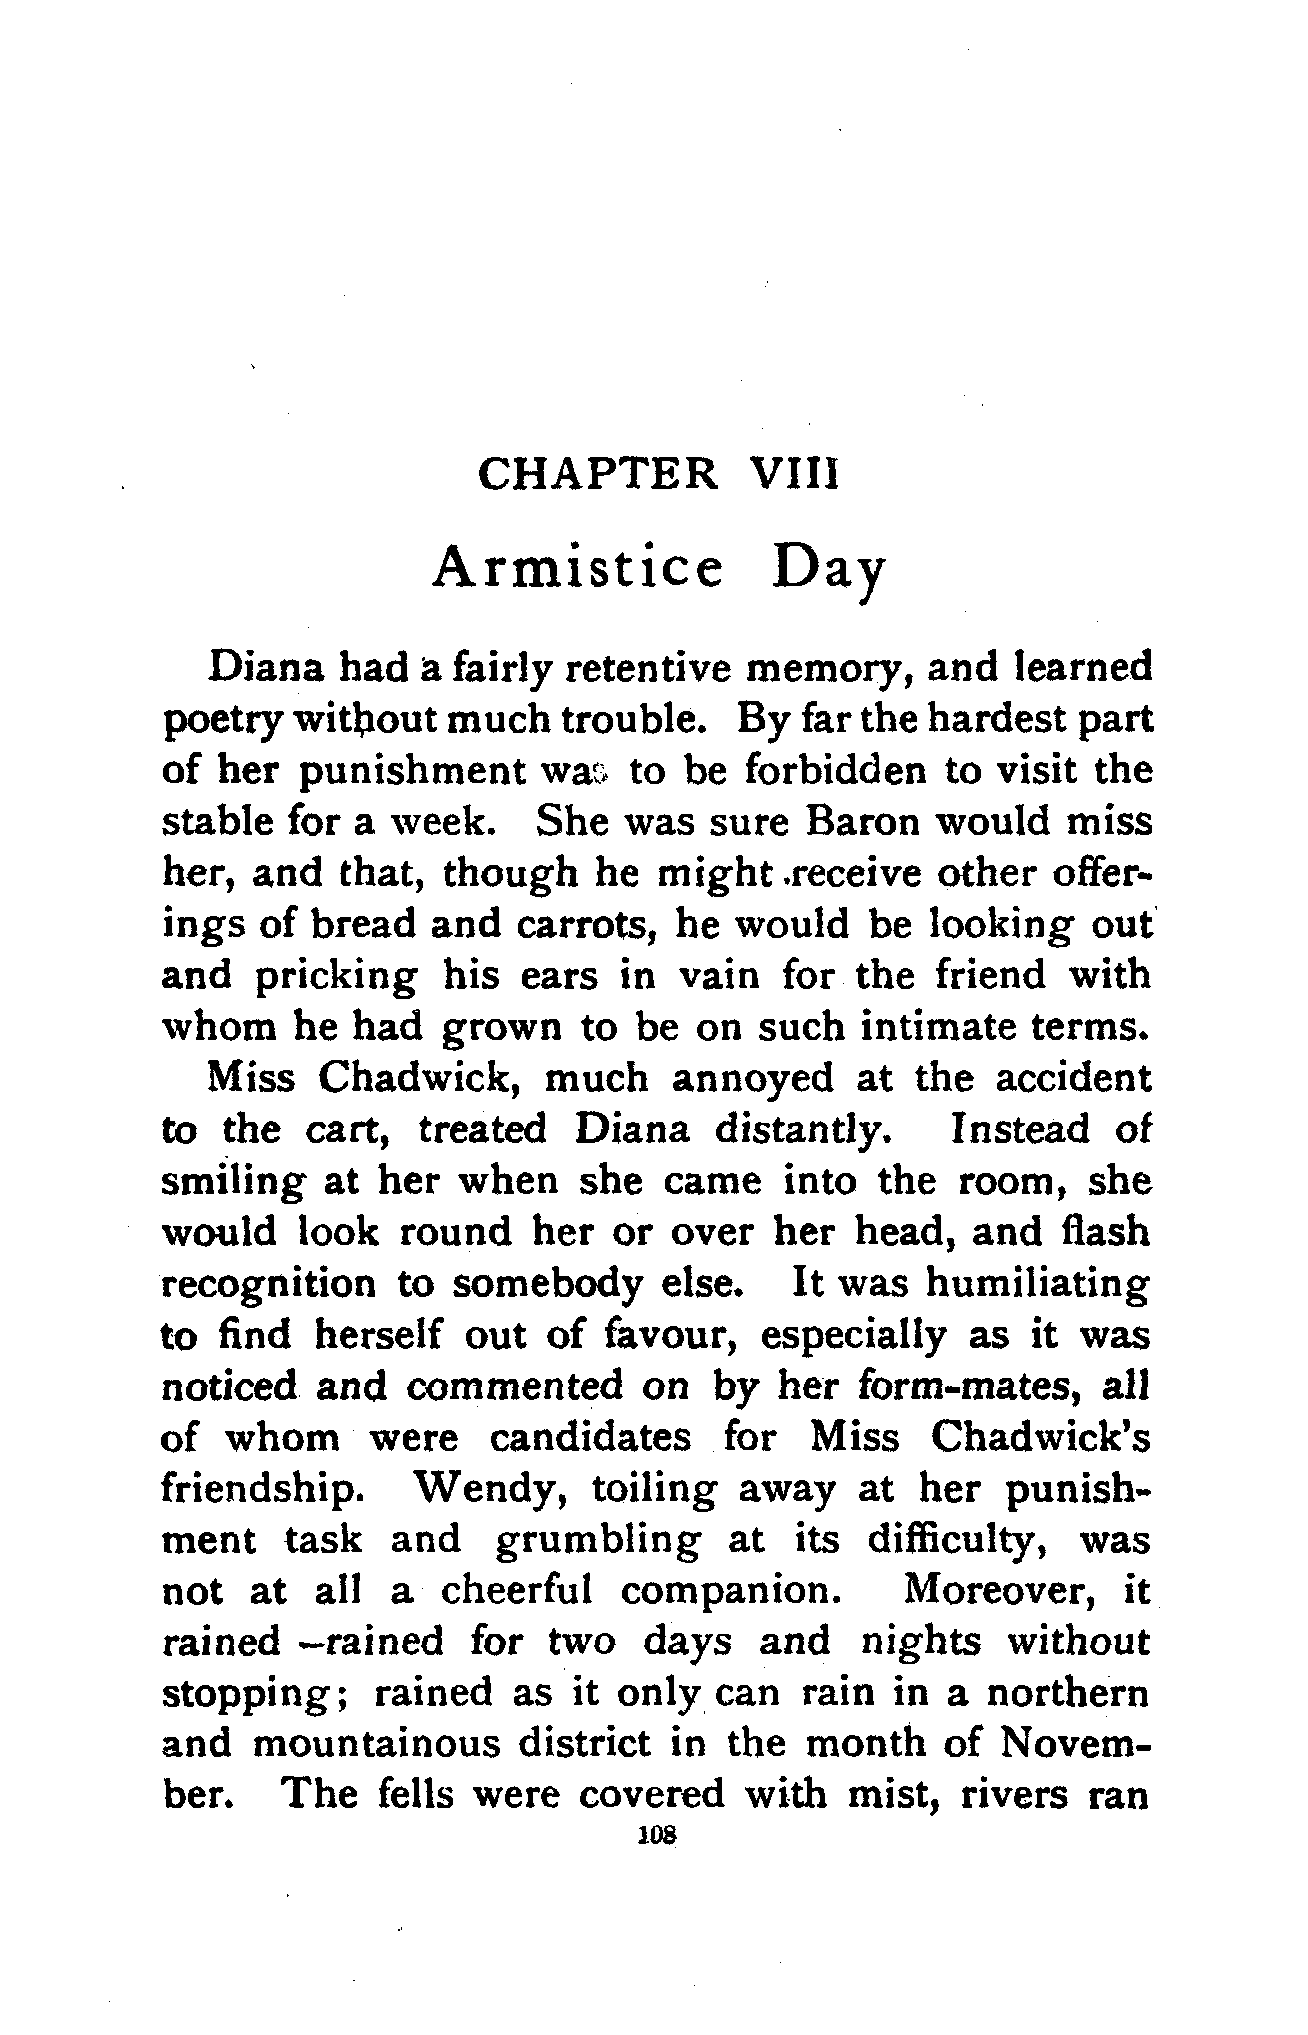 CHAPTER VIII
Armistice Day
Diana had a fairly retentive memory, and learned
poetry without much trouble. By far the hardest part
of her punishment was to be forbidden to visit the
stable for a week. She was sure Baron would miss
her, and that, though he might receive other offer-
ings of bread and carrots, he would be looking out
and pricking his ears in vain for the friend with
whom he had grown to be on such intimate terms.
Miss Chadwick, much annoyed at the accident
to the cart, treated Diana distantly. Instead of
smiling at her when she came into the room, she
would look round her or over her head, and flash
recognition to somebody else. It was humiliating
to find herself out of favour, especially as it was
noticed and commented on by her form-mates, all
of whom were candidates for Miss Chadwick's
friendship. Wendy, toiling away at her punish-
ment task and grumbling at its difficulty, was
not at all a cheerful companion. Moreover, it
rained —rained for two days and nights without
stopping; rained as it only can rain in a northern
and mountainous district in the month of Novem-
ber. The fells were covered with mist, rivers ran
108